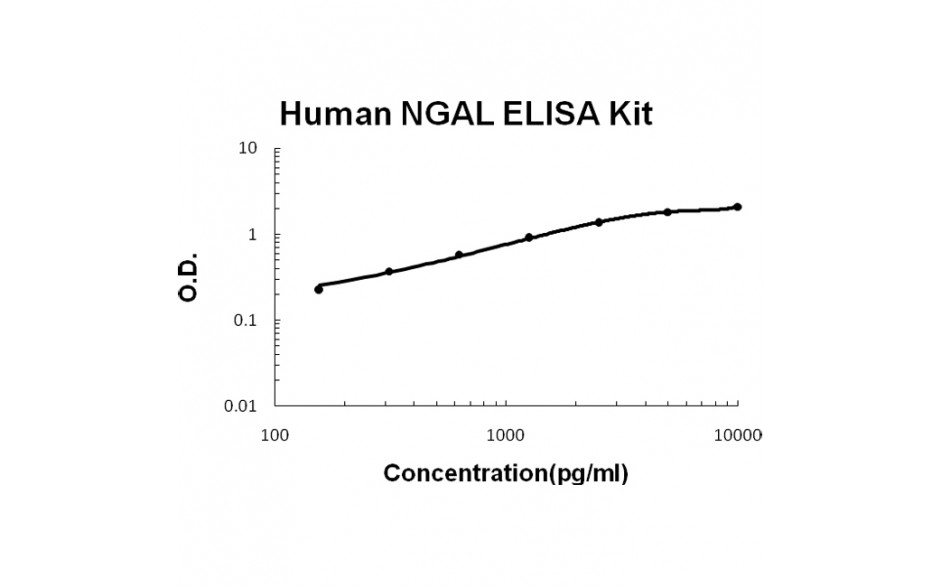 Human NGAL ELISA Kit
10
1
0.1
0.01
O.D.
100 1000 10000
Concentration(pg/ml)